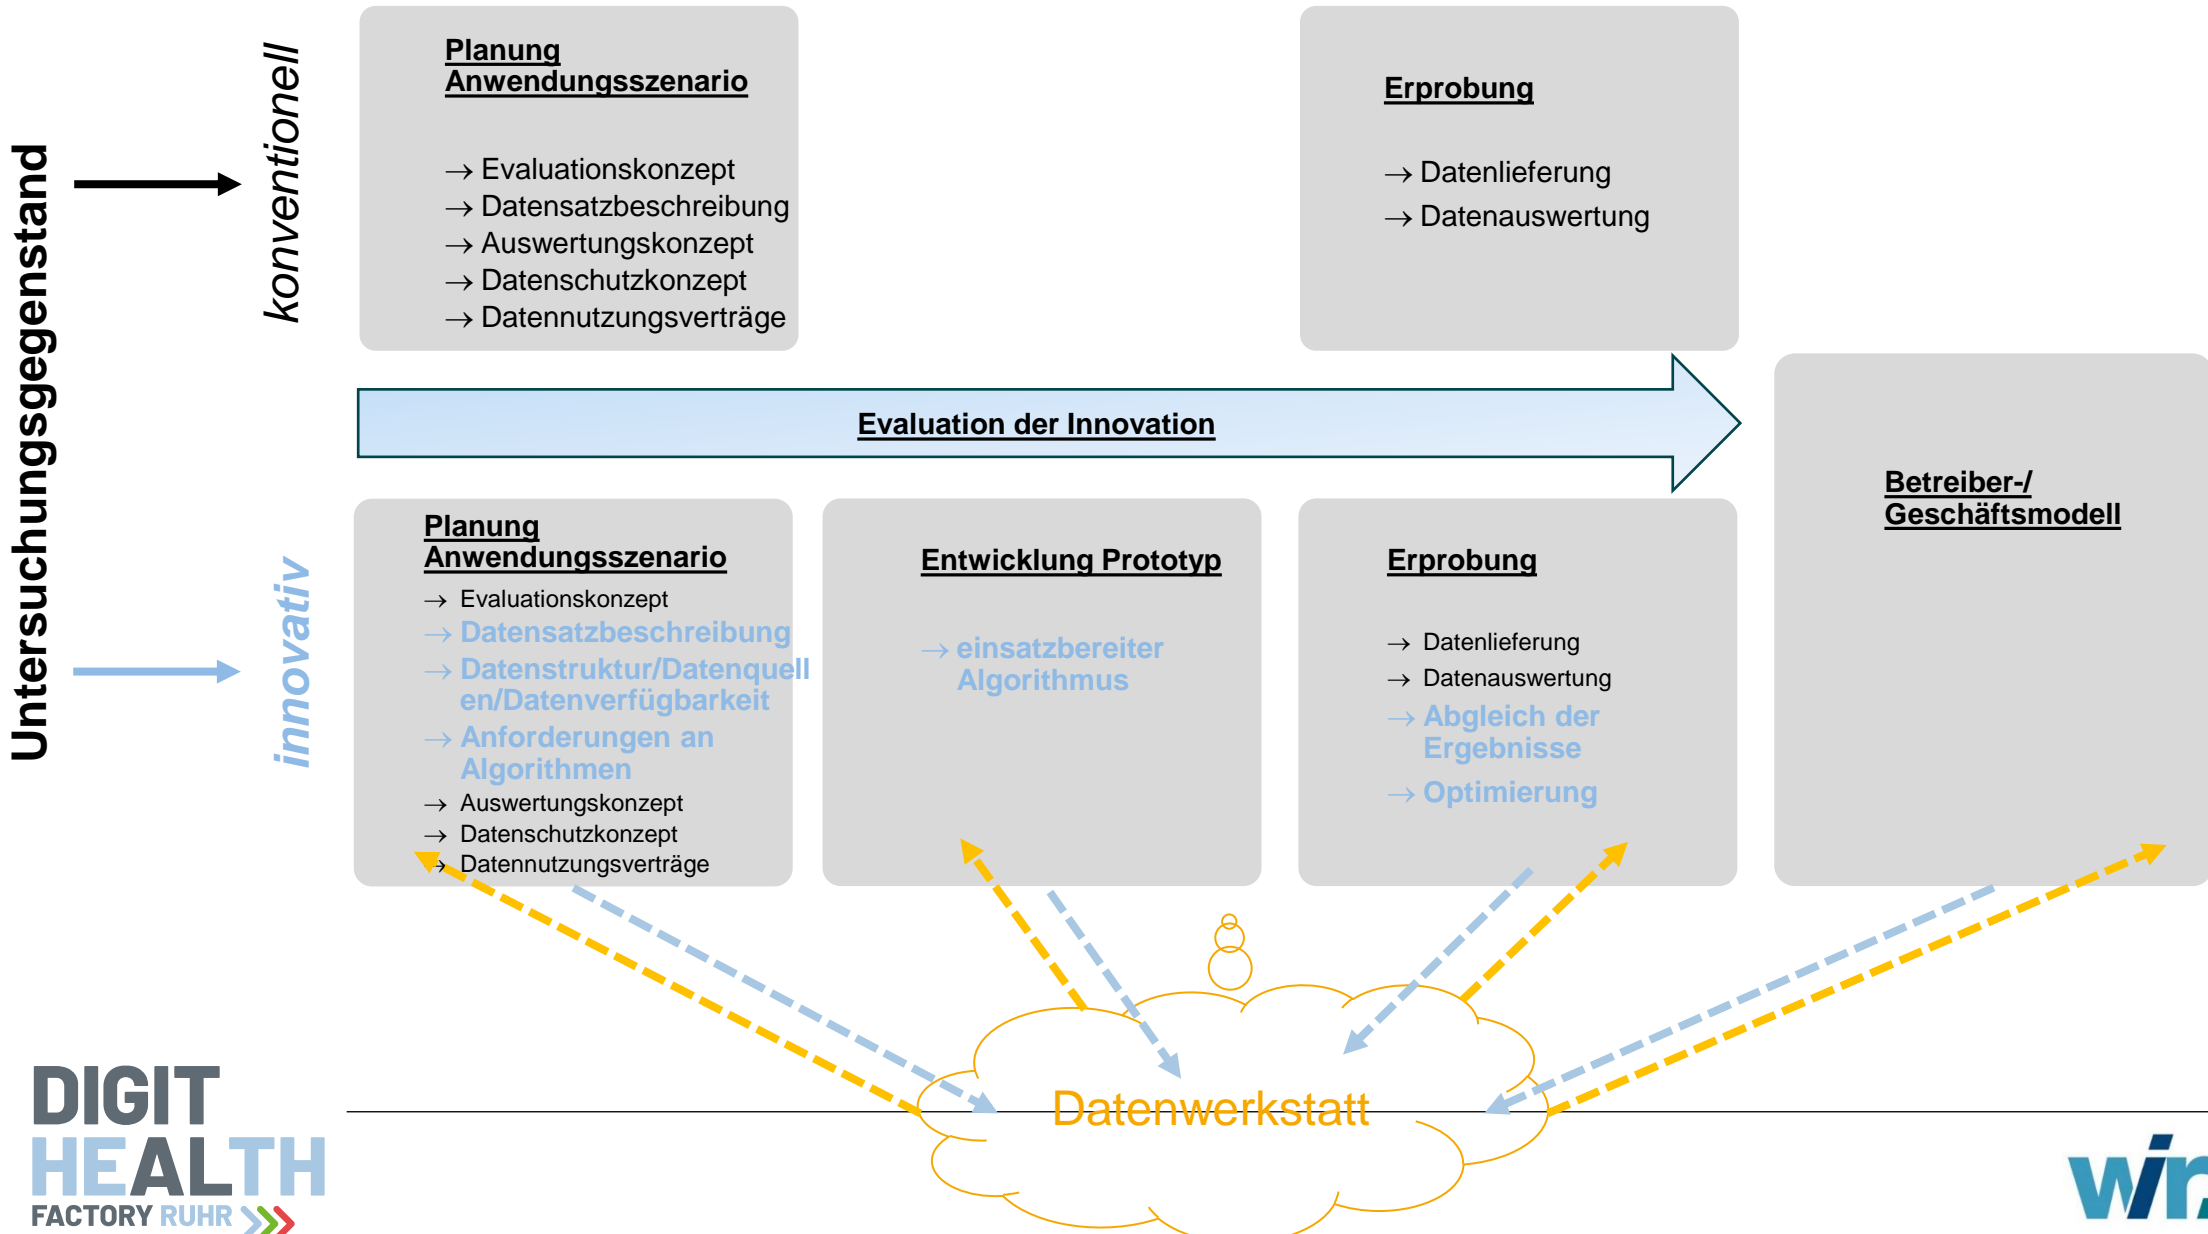 Untersuchungsgegenstand
konventionell
Planung
Anwendungsszenario
→ Evaluationskonzept
→ Datensatzbeschreibung
→ Auswertungskonzept
→ Datenschutzkonzept
→ Datennutzungsverträge
Erprobung
→ Datenlieferung
→ Datenauswertung
Evaluation der Innovation
innovativ
Planung
Anwendungsszenario
→ Evaluationskonzept
→ Datensatzbeschreibung
→ Datenstruktur/Datenquell
en/Datenverfügbarkeit
→ Anforderungen an
Algorithmen
→ Auswertungskonzept
→ Datenschutzkonzept
→ Datennutzungsverträge
Entwicklung Prototyp
→ einsatzbereiter
Algorithmus
Erprobung
→ Datenlieferung
→ Datenauswertung
→ Abgleich der
Ergebnisse
→ Optimierung
Betreiber-/
Geschäftsmodell
Datenwerkstatt
DIGIT
HEALTH
FACTORY RUHR
wir